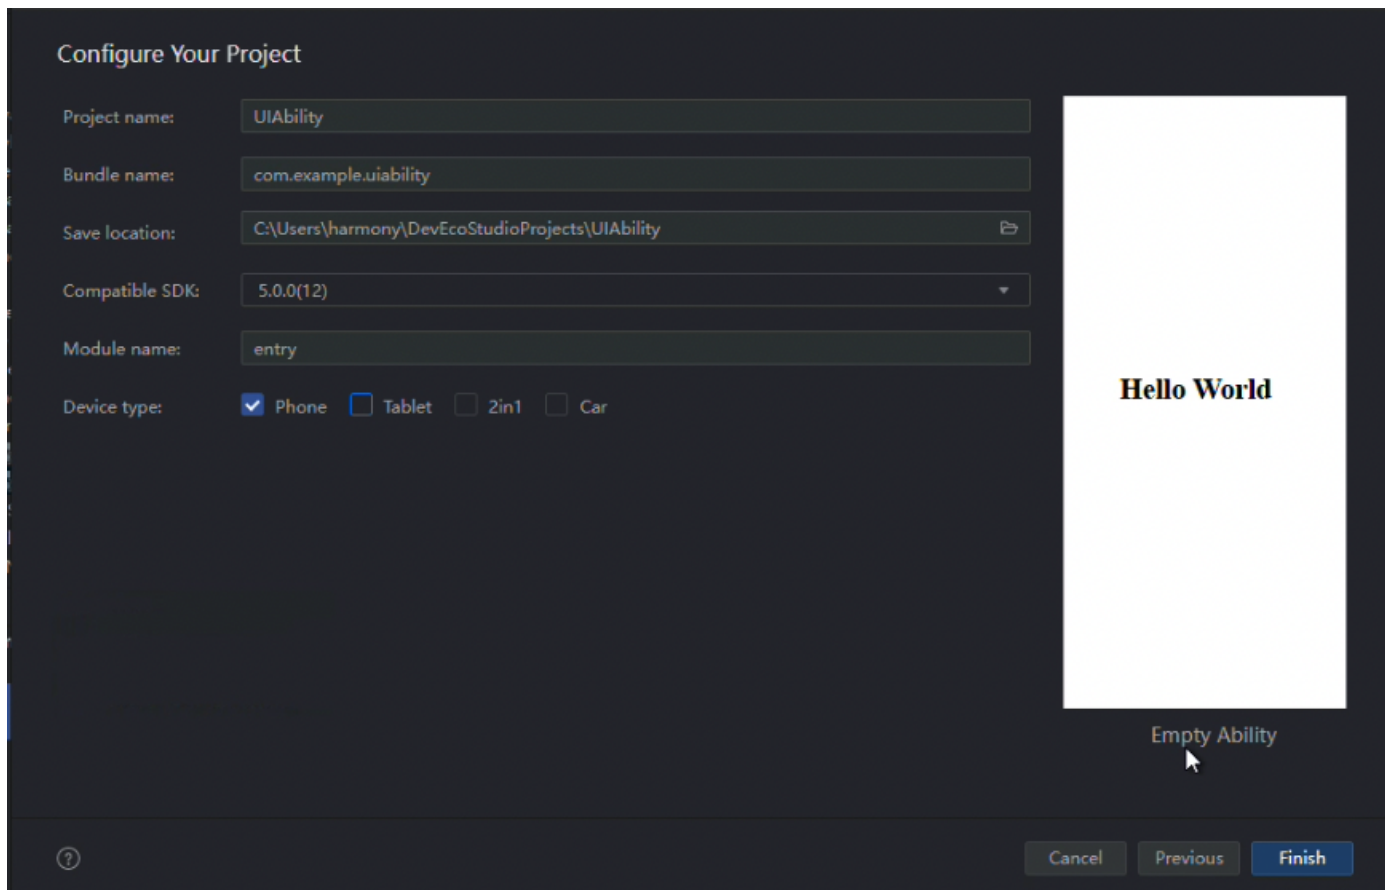 Configure Your Project
Project name: UIAbility
Bundle name: com.example.uiability
Save location: C:\Users\harmony\DevEcoStudioProjects\UIAbility
Compatible SDK: 5.0.0(12)
Module name: entry
Device type: Phone Tablet 2in1 Car
Hello World
Empty Ability
?
Cancel Previous Finish